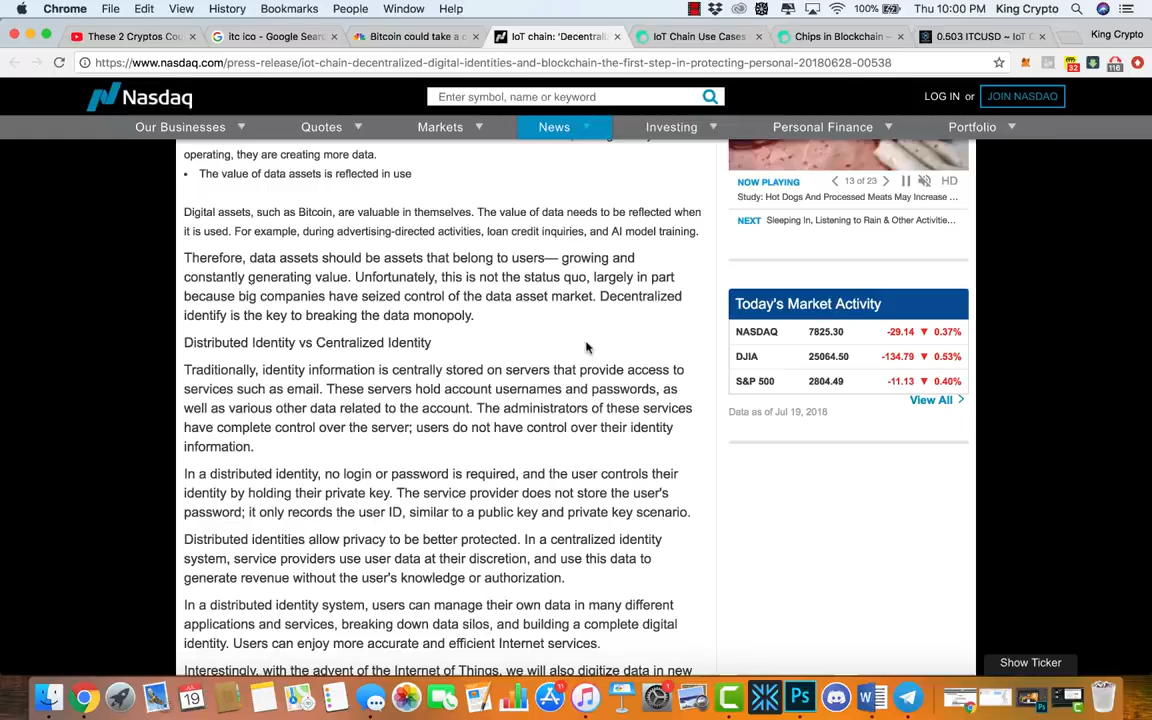 Chrome File Edit View History Bookmarks People Window Help 100% Thu 10:00 PM King Crypto
These 2 Cryptos Cou itc ico - Google Sear Bitcoin could take a c IoT chain: 'Decentrali IoT Chain Use Cases Chips in Blockchain – 0.503 ITCUSD ~ IoT C King Crypto
https://www.nasdaq.com/press-release/iot-chain-decentralized-digital-identities-and-blockchain-the-first-step-in-protecting-personal-20180628-00538
32 116
Nasdaq Enter symbol, name or keyword LOG IN or JOIN NASDAQ
Our Businesses Quotes Markets News Investing Personal Finance Portfolio
operating, they are creating more data.
• The value of data assets is reflected in use
Digital assets, such as Bitcoin, are valuable in themselves. The value of data needs to be reflected when
it is used. For example, during advertising-directed activities, loan credit inquiries, and AI model training.
Therefore, data assets should be assets that belong to users— growing and
constantly generating value. Unfortunately, this is not the status quo, largely in part
because big companies have seized control of the data asset market. Decentralized
identify is the key to breaking the data monopoly.
Distributed Identity vs Centralized Identity
Traditionally, identity information is centrally stored on servers that provide access to
services such as email. These servers hold account usernames and passwords, as
well as various other data related to the account. The administrators of these services
have complete control over the server; users do not have control over their identity
information.
In a distributed identity, no login or password is required, and the user controls their
identity by holding their private key. The service provider does not store the user's
password; it only records the user ID, similar to a public key and private key scenario.
Distributed identities allow privacy to be better protected. In a centralized identity
system, service providers use user data at their discretion, and use this data to
generate revenue without the user's knowledge or authorization.
In a distributed identity system, users can manage their own data in many different
applications and services, breaking down data silos, and building a complete digital
identity. Users can enjoy more accurate and efficient Internet services.
Interestingly, with the advent of the Internet of Things, we will also digitize data in new
NOW PLAYING 13 of 23 HD
Study: Hot Dogs And Processed Meats May Increase ...
NEXT Sleeping In, Listening to Rain & Other Activitie...
Today's Market Activity
NASDAQ 7825.30 -29.14 ▼ 0.37%
DJIA 25064.50 -134.79 ▼ 0.53%
S&P 500 2804.49 -11.13 ▼ 0.40%
View All
Data as of Jul 19, 2018
Show Ticker
19
Ps
W